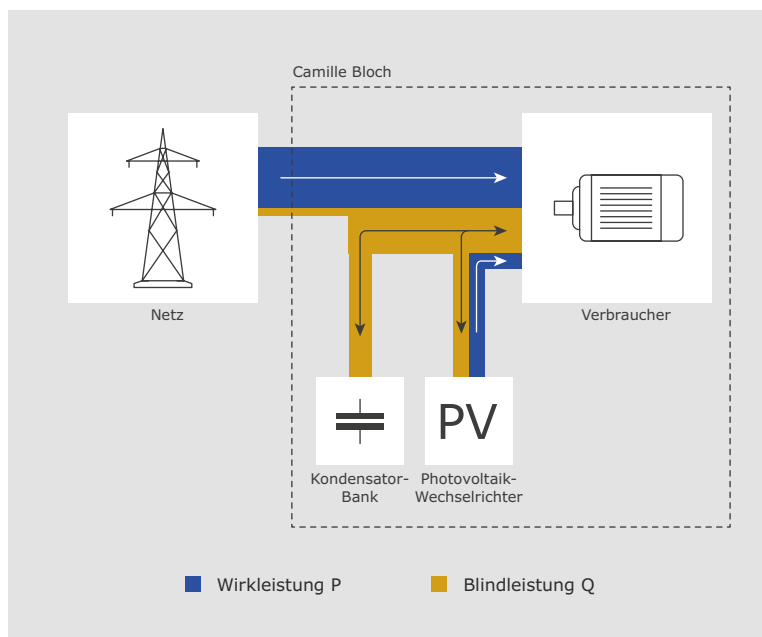 Camille Bloch
Netz
Verbraucher
PV
Kondensator-
Bank
Photovoltaik-
Wechselrichter
Wirkleistung P
Blindleistung Q